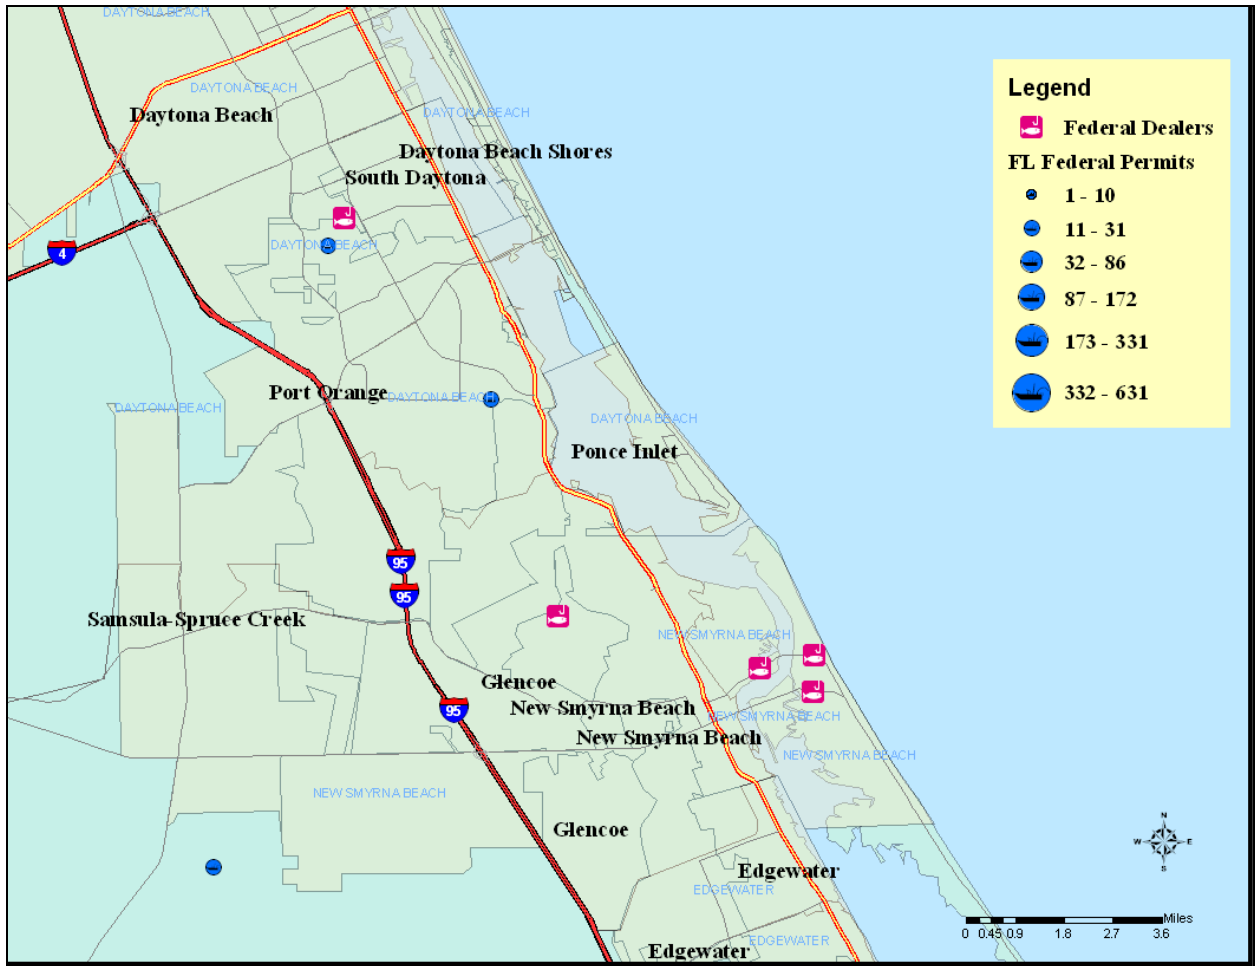 DAYTONA BEACH
DAYTONA BEACH
Daytona Beach
DAYTONA BEACH
Daytona Beach Shores
South Daytona
DAYTONA BEACH
4
Port Orange
DAYTONA BEACH
DAYTONA BEACH
DAYTONA BEACH
Ponce Inlet
95
95
Samsula-Spruce Creek
NEW SMYRNA BEACH
Glencoe
95
New Smyrna Beach
NEW SMYRNA BEACH
New Smyrna Beach
NEW SMYRNA BEACH
NEW SMYRNA BEACH
Glencoe
Edgewater
EDGEWATER
EDGEWATER
Edgewater
Legend
Federal Dealers
FL Federal Permits
1 - 10
11 - 31
32 - 86
87 - 172
173 - 331
332 - 631
N
W E
S
Miles
0 0.45 0.9 1.8 2.7 3.6